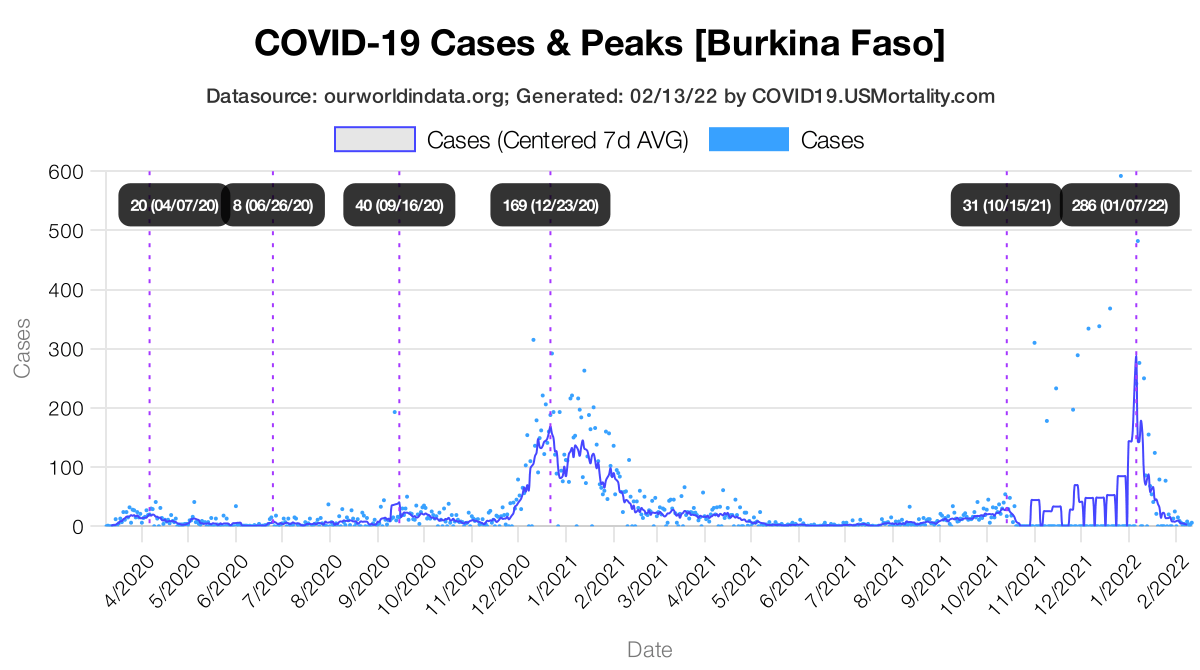 COVID-19 Cases & Peaks [Burkina Faso]
Datasource: ourworldindata.org; Generated: 02/13/22 by COVID19.USMortality.com
Cases (Centered 7d AVG) Cases
600
20 (04/07/20) 8 (06/26/20) 40 (09/16/20) 169 (12/23/20) 31 (10/15/21) 286 (01/07/22)
500
400
300
200
100
0
Cases
4/2020 5/2020 6/2020 7/2020 8/2020 9/2020 10/2020 11/2020 12/2020 1/2021 2/2021 3/2021 4/2021 5/2021 6/2021 7/2021 8/2021 9/2021 10/2021 11/2021 12/2021 1/2022 2/2022
Date